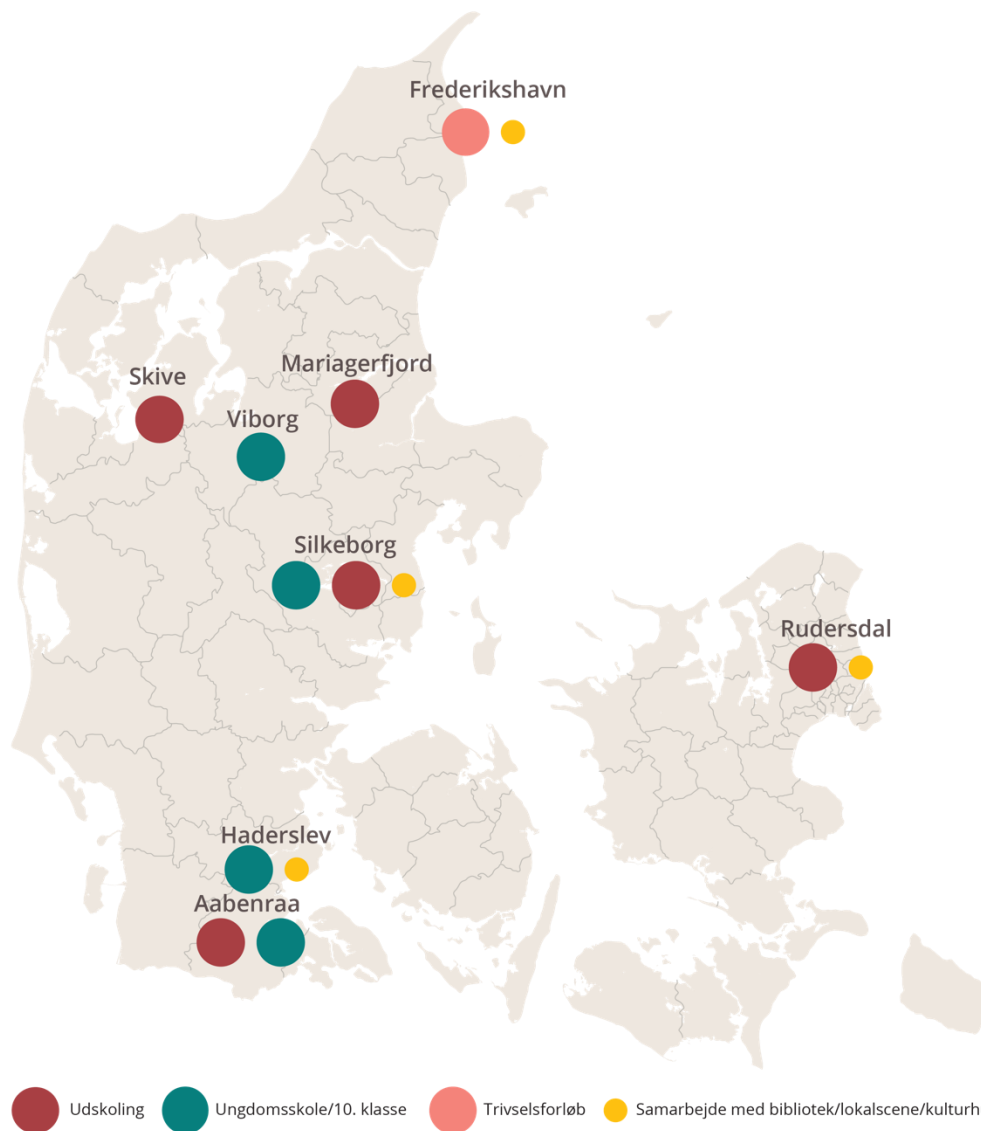 Frederikshavn
Mariagerfjord
Skive
Viborg
Silkeborg
Rudersdal
Haderslev
Aabenraa
Udskoling
Ungdomsskole/10. klasse
Trivselsforløb
Samarbejde med bibliotek/lokalscene/kulturh